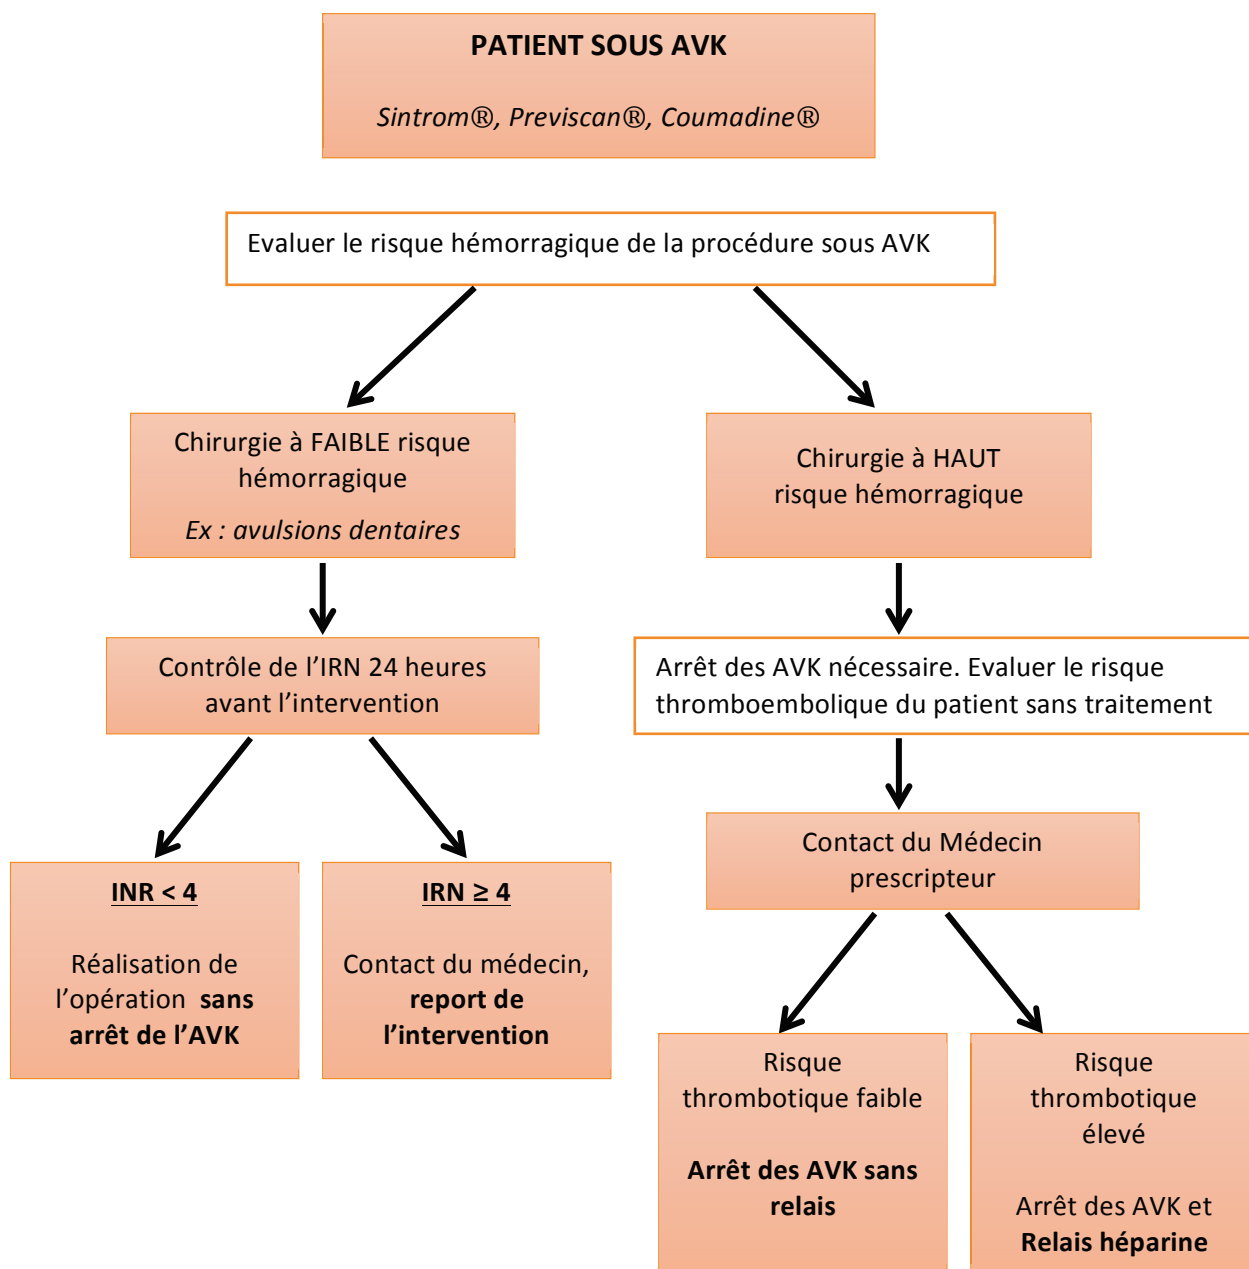 PATIENT SOUS AVK
Sintrom®, Previscan®, Coumadine®
Evaluer le risque hémorragique de la procédure sous AVK
Chirurgie à FAIBLE risque
hémorragique
Ex : avulsions dentaires
Chirurgie à HAUT
risque hémorragique
Contrôle de l’IRN 24 heures
avant l’intervention
Arrêt des AVK nécessaire. Evaluer le risque
thromboembolique du patient sans traitement
Contact du Médecin
prescripteur
INR < 4
Réalisation de
l’opération sans
arrêt de l’AVK
IRN ≥ 4
Contact du médecin,
report de
l’intervention
Risque
thrombotique faible
Arrêt des AVK sans
relais
Risque
thrombotique
élevé
Arrêt des AVK et
Relais héparine